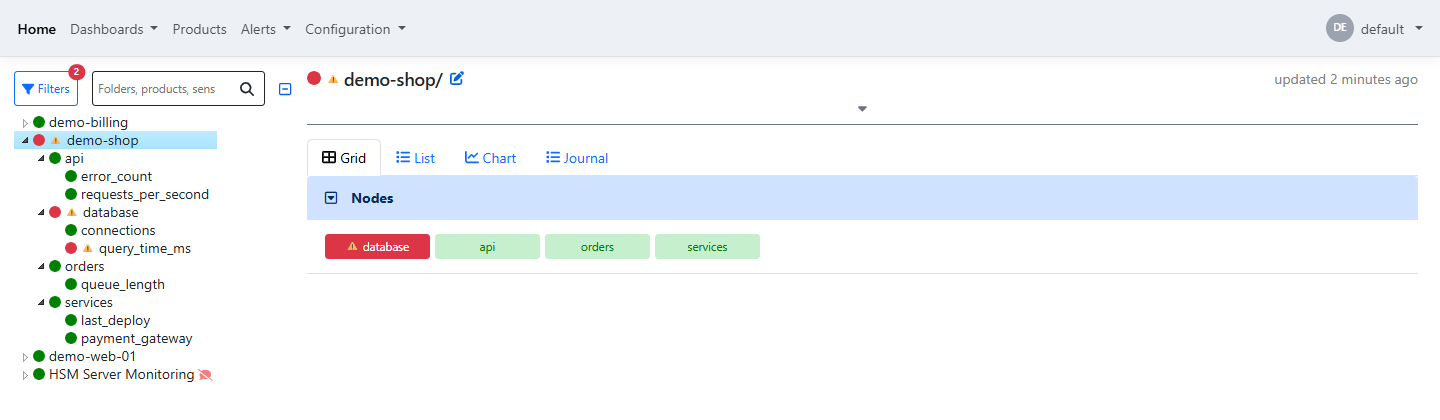 Home Dashboards Products Alerts Configuration DE default
Filters 2 Folders, products, sens
demo-shop/ updated 2 minutes ago
demo-billing
demo-shop
api
error_count
requests_per_second
database
connections
query_time_ms
orders
queue_length
services
last_deploy
payment_gateway
demo-web-01
HSM Server Monitoring
Grid List Chart Journal
Nodes
database api orders services